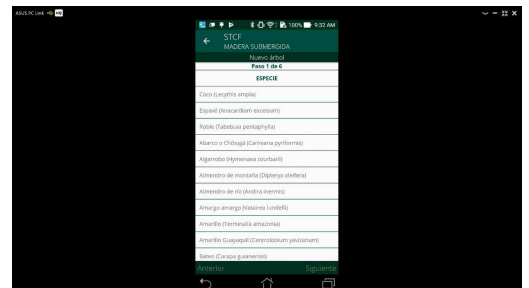 ASUS PC Link
HQ
100% 9:32 AM
STCF
MADERA SUBMERGIDA
Nuevo árbol
Paso 1 de 6
ESPECIE
Coco (Lecythis ampla)
Espavé (Anacardium excelsum)
Roble (Tabebuia pentaphylla)
Abarco o Chibugá (Cariniana pyriformis)
Algarrobo (Hymenaea courbaril)
Almendro de montaña (Dipteryx oleifera)
Almendro de río (Andira inermis)
Amargo amargo (Vatairea lundelli)
Amarillo (Terminalia amazonia)
Amarillo Guayaquil (Centrolobium yavizanum)
Bateo (Carapa guianensis)
Anterior Siguiente